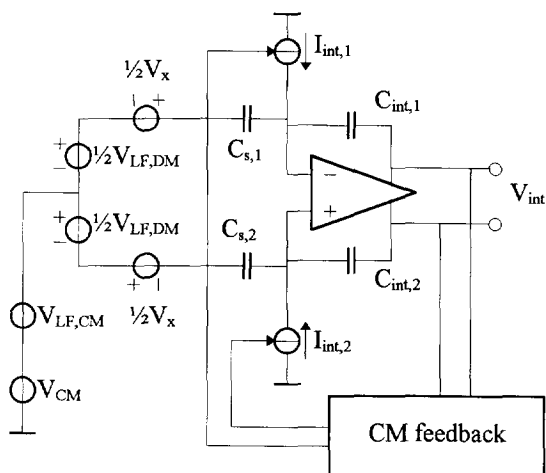 I_int,1
½V_x
− +
C_int,1
C_s,1
+
−
½V_LF,DM
−
V_int
+
−
½V_LF,DM
+
C_s,2
C_int,2
+ −
½V_x
V_LF,CM
I_int,2
V_CM
CM feedback